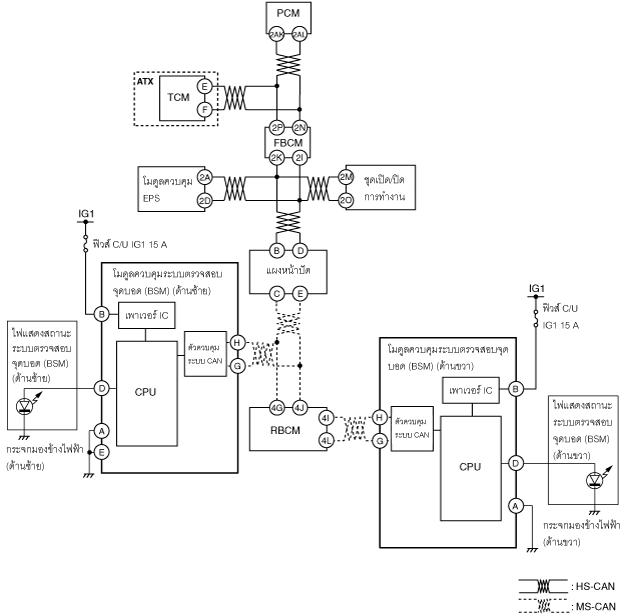 PCM
2AK 2AL
ATX
TCM
E
F
2P 2N
FBCM
2K 2I
โมดูลควบคุม
EPS
2A
2D
2M
2O
ชุดเปิด/ปิด
การทำงาน
IG1
ฟิวส์ C/U IG1 15 A
B D
แผงหน้าปัด
C E
โมดูลควบคุมระบบตรวจสอบ
จุดบอด (BSM) (ด้านซ้าย)
B
เพาเวอร์ IC
ตัวควบคุม
ระบบ CAN
H
G
CPU
D
A
E
ไฟแสดงสถานะ
ระบบตรวจสอบ
จุดบอด (BSM)
(ด้านซ้าย)
กระจกมองข้างไฟฟ้า
(ด้านซ้าย)
4G 4J
RBCM
4I
4L
IG1
ฟิวส์ C/U
IG1 15 A
โมดูลควบคุมระบบตรวจสอบจุด
บอด (BSM) (ด้านขวา)
เพาเวอร์ IC
B
H
G
ตัวควบคุม
ระบบ CAN
CPU
D
A
ไฟแสดงสถานะ
ระบบตรวจสอบ
จุดบอด (BSM)
(ด้านขวา)
กระจกมองข้างไฟฟ้า
(ด้านขวา)
: HS-CAN
: MS-CAN